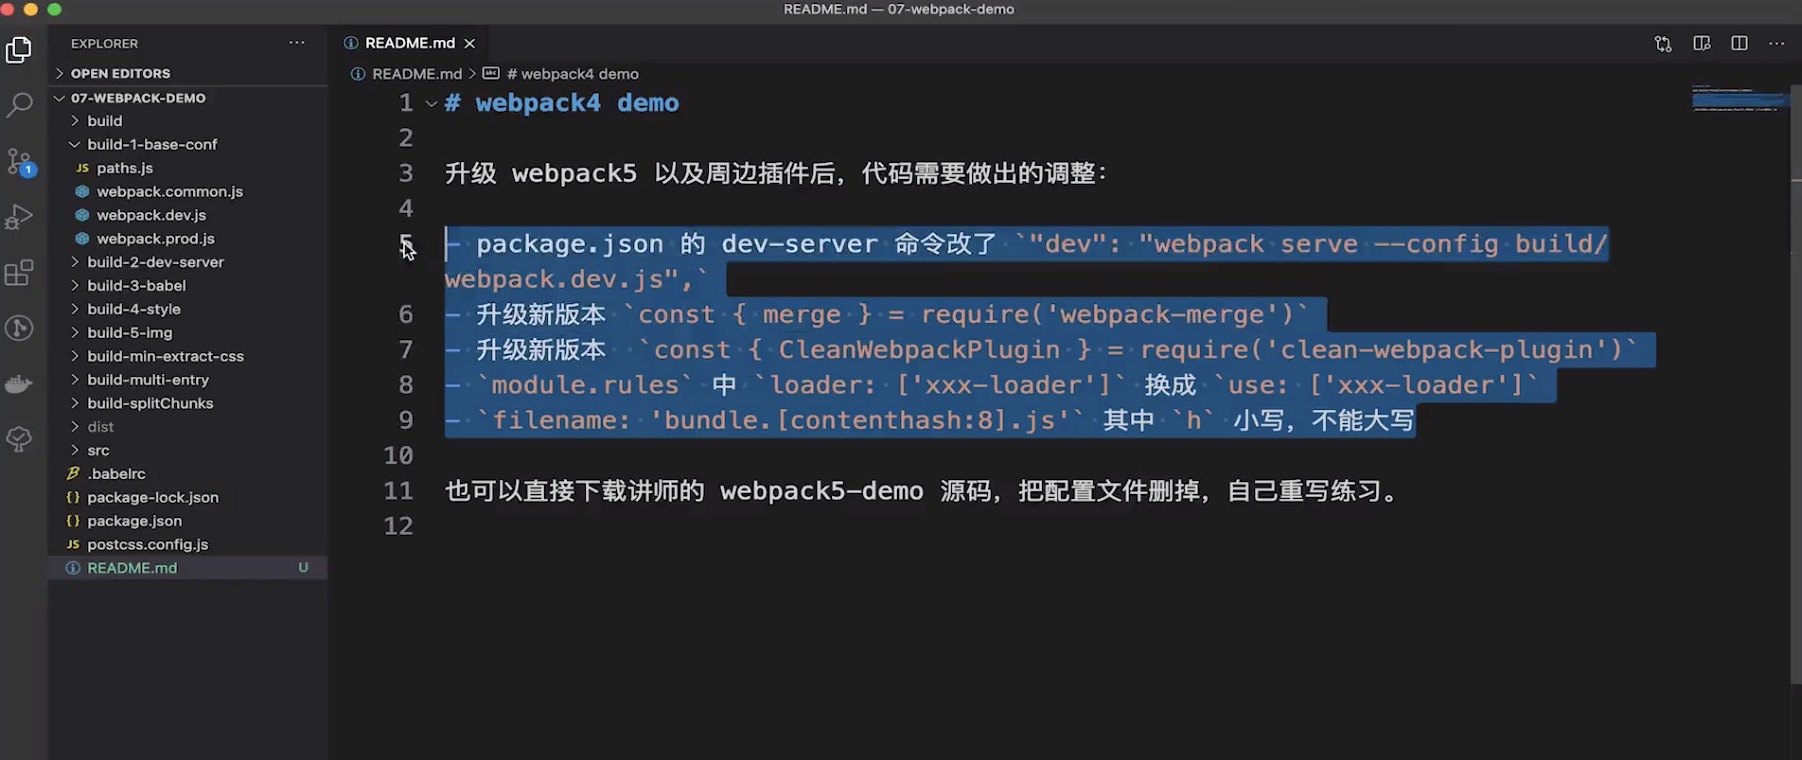 README.md — 07-webpack-demo
EXPLORER
OPEN EDITORS
07-WEBPACK-DEMO
build
build-1-base-conf
JS paths.js
webpack.common.js
webpack.dev.js
webpack.prod.js
build-2-dev-server
build-3-babel
build-4-style
build-5-img
build-min-extract-css
build-multi-entry
build-splitChunks
dist
src
.babelrc
{} package-lock.json
{} package.json
JS postcss.config.js
README.md U
1
README.md
README.md > # webpack4 demo
1 # webpack4 demo
2
3 升级 webpack5 以及周边插件后，代码需要做出的调整：
4
5 - package.json 的 dev-server 命令改了 `"dev": "webpack serve --config build/
webpack.dev.js",`
6 - 升级新版本 `const { merge } = require('webpack-merge')`
7 - 升级新版本  `const { CleanWebpackPlugin } = require('clean-webpack-plugin')`
8 - `module.rules` 中 `loader: ['xxx-loader']` 换成 `use: ['xxx-loader']`
9 - `filename: 'bundle.[contenthash:8].js'` 其中 `h` 小写，不能大写
10
11 也可以直接下载讲师的 webpack5-demo 源码，把配置文件删掉，自己重写练习。
12